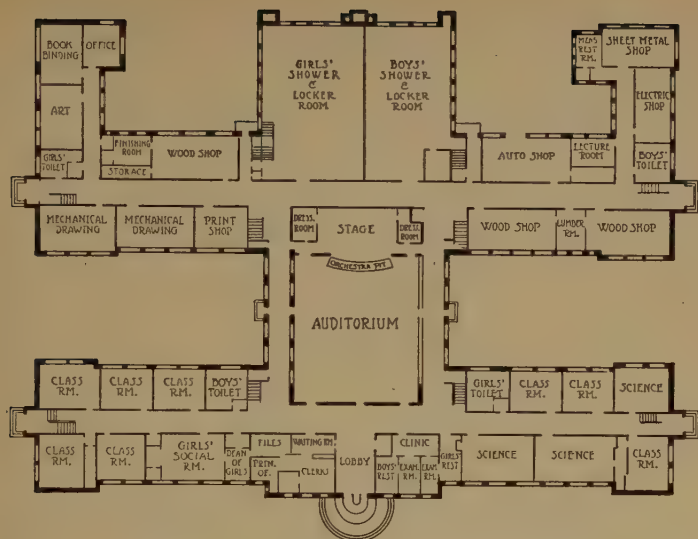 BOOK
BINDING
OFFICE
GIRLS'
SHOWER
&
LOCKER
ROOM
BOYS'
SHOWER
&
LOCKER
ROOM
MENS
REST
RM.
SHEET METAL
SHOP
ART
ELECTRIC
SHOP
GIRLS'
TOILET
FINISHING
ROOM
STORAGE
WOOD SHOP
AUTO SHOP
LECTURE
ROOM
BOYS'
TOILET
MECHANICAL
DRAWING
MECHANICAL
DRAWING
PRINT
SHOP
DRESS.
ROOM
STAGE
DRESS.
ROOM
WOOD SHOP
LUMBER
RM.
WOOD SHOP
ORCHESTRA PIT
AUDITORIUM
CLASS
RM.
CLASS
RM.
CLASS
RM.
BOYS'
TOILET
GIRLS'
TOILET
CLASS
RM.
CLASS
RM.
SCIENCE
CLASS
RM.
CLASS
RM.
GIRLS'
SOCIAL
RM.
DEAN
OF
GIRLS
FILES
WAITING RM.
PRIN.
OF.
CLERKS
LOBBY
BOYS'
REST
CLINIC
EXAM.
RM.
EXAM.
RM.
GIRLS'
REST
SCIENCE
SCIENCE
CLASS
RM.